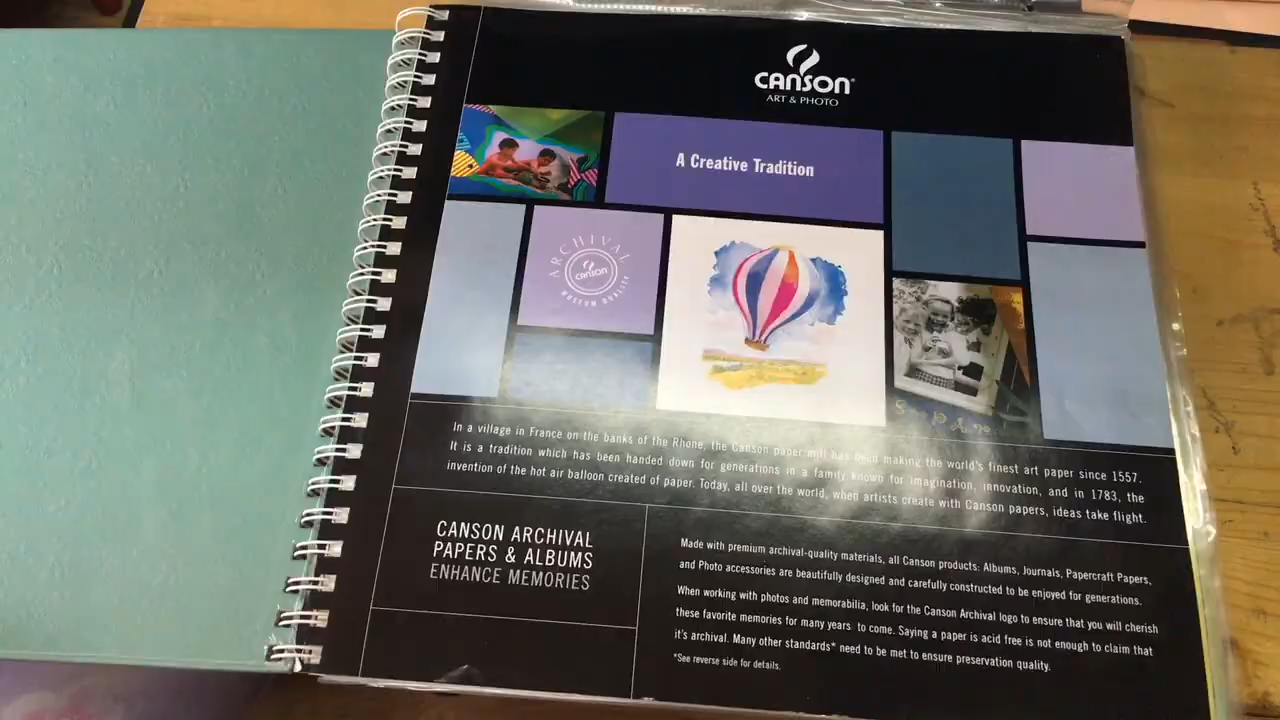 CANSON®
ART & PHOTO
A Creative Tradition
ARCHIVAL
CANSON
MUSEUM QUALITY
In a village in France on the banks of the Rhone, the Canson paper mill has been making the world's finest art paper since 1557.
It is a tradition which has been handed down for generations in a family known for imagination, innovation, and in 1783, the
invention of the hot air balloon created of paper. Today, all over the world, when artists create with Canson papers, ideas take flight.
CANSON ARCHIVAL
PAPERS & ALBUMS
ENHANCE MEMORIES
Made with premium archival-quality materials, all Canson products: Albums, Journals, Papercraft Papers,
and Photo accessories are beautifully designed and carefully constructed to be enjoyed for generations.
When working with photos and memorabilia, look for the Canson Archival logo to ensure that you will cherish
these favorite memories for many years to come. Saying a paper is acid free is not enough to claim that
it's archival. Many other standards* need to be met to ensure preservation quality.
*See reverse side for details.